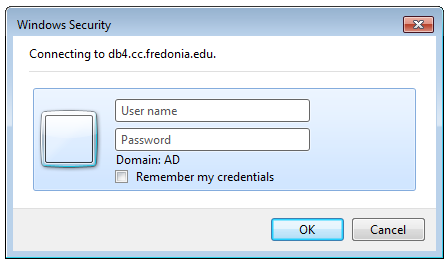 Windows Security
Connecting to db4.cc.fredonia.edu.
User name
Password
Domain: AD
Remember my credentials
OK
Cancel